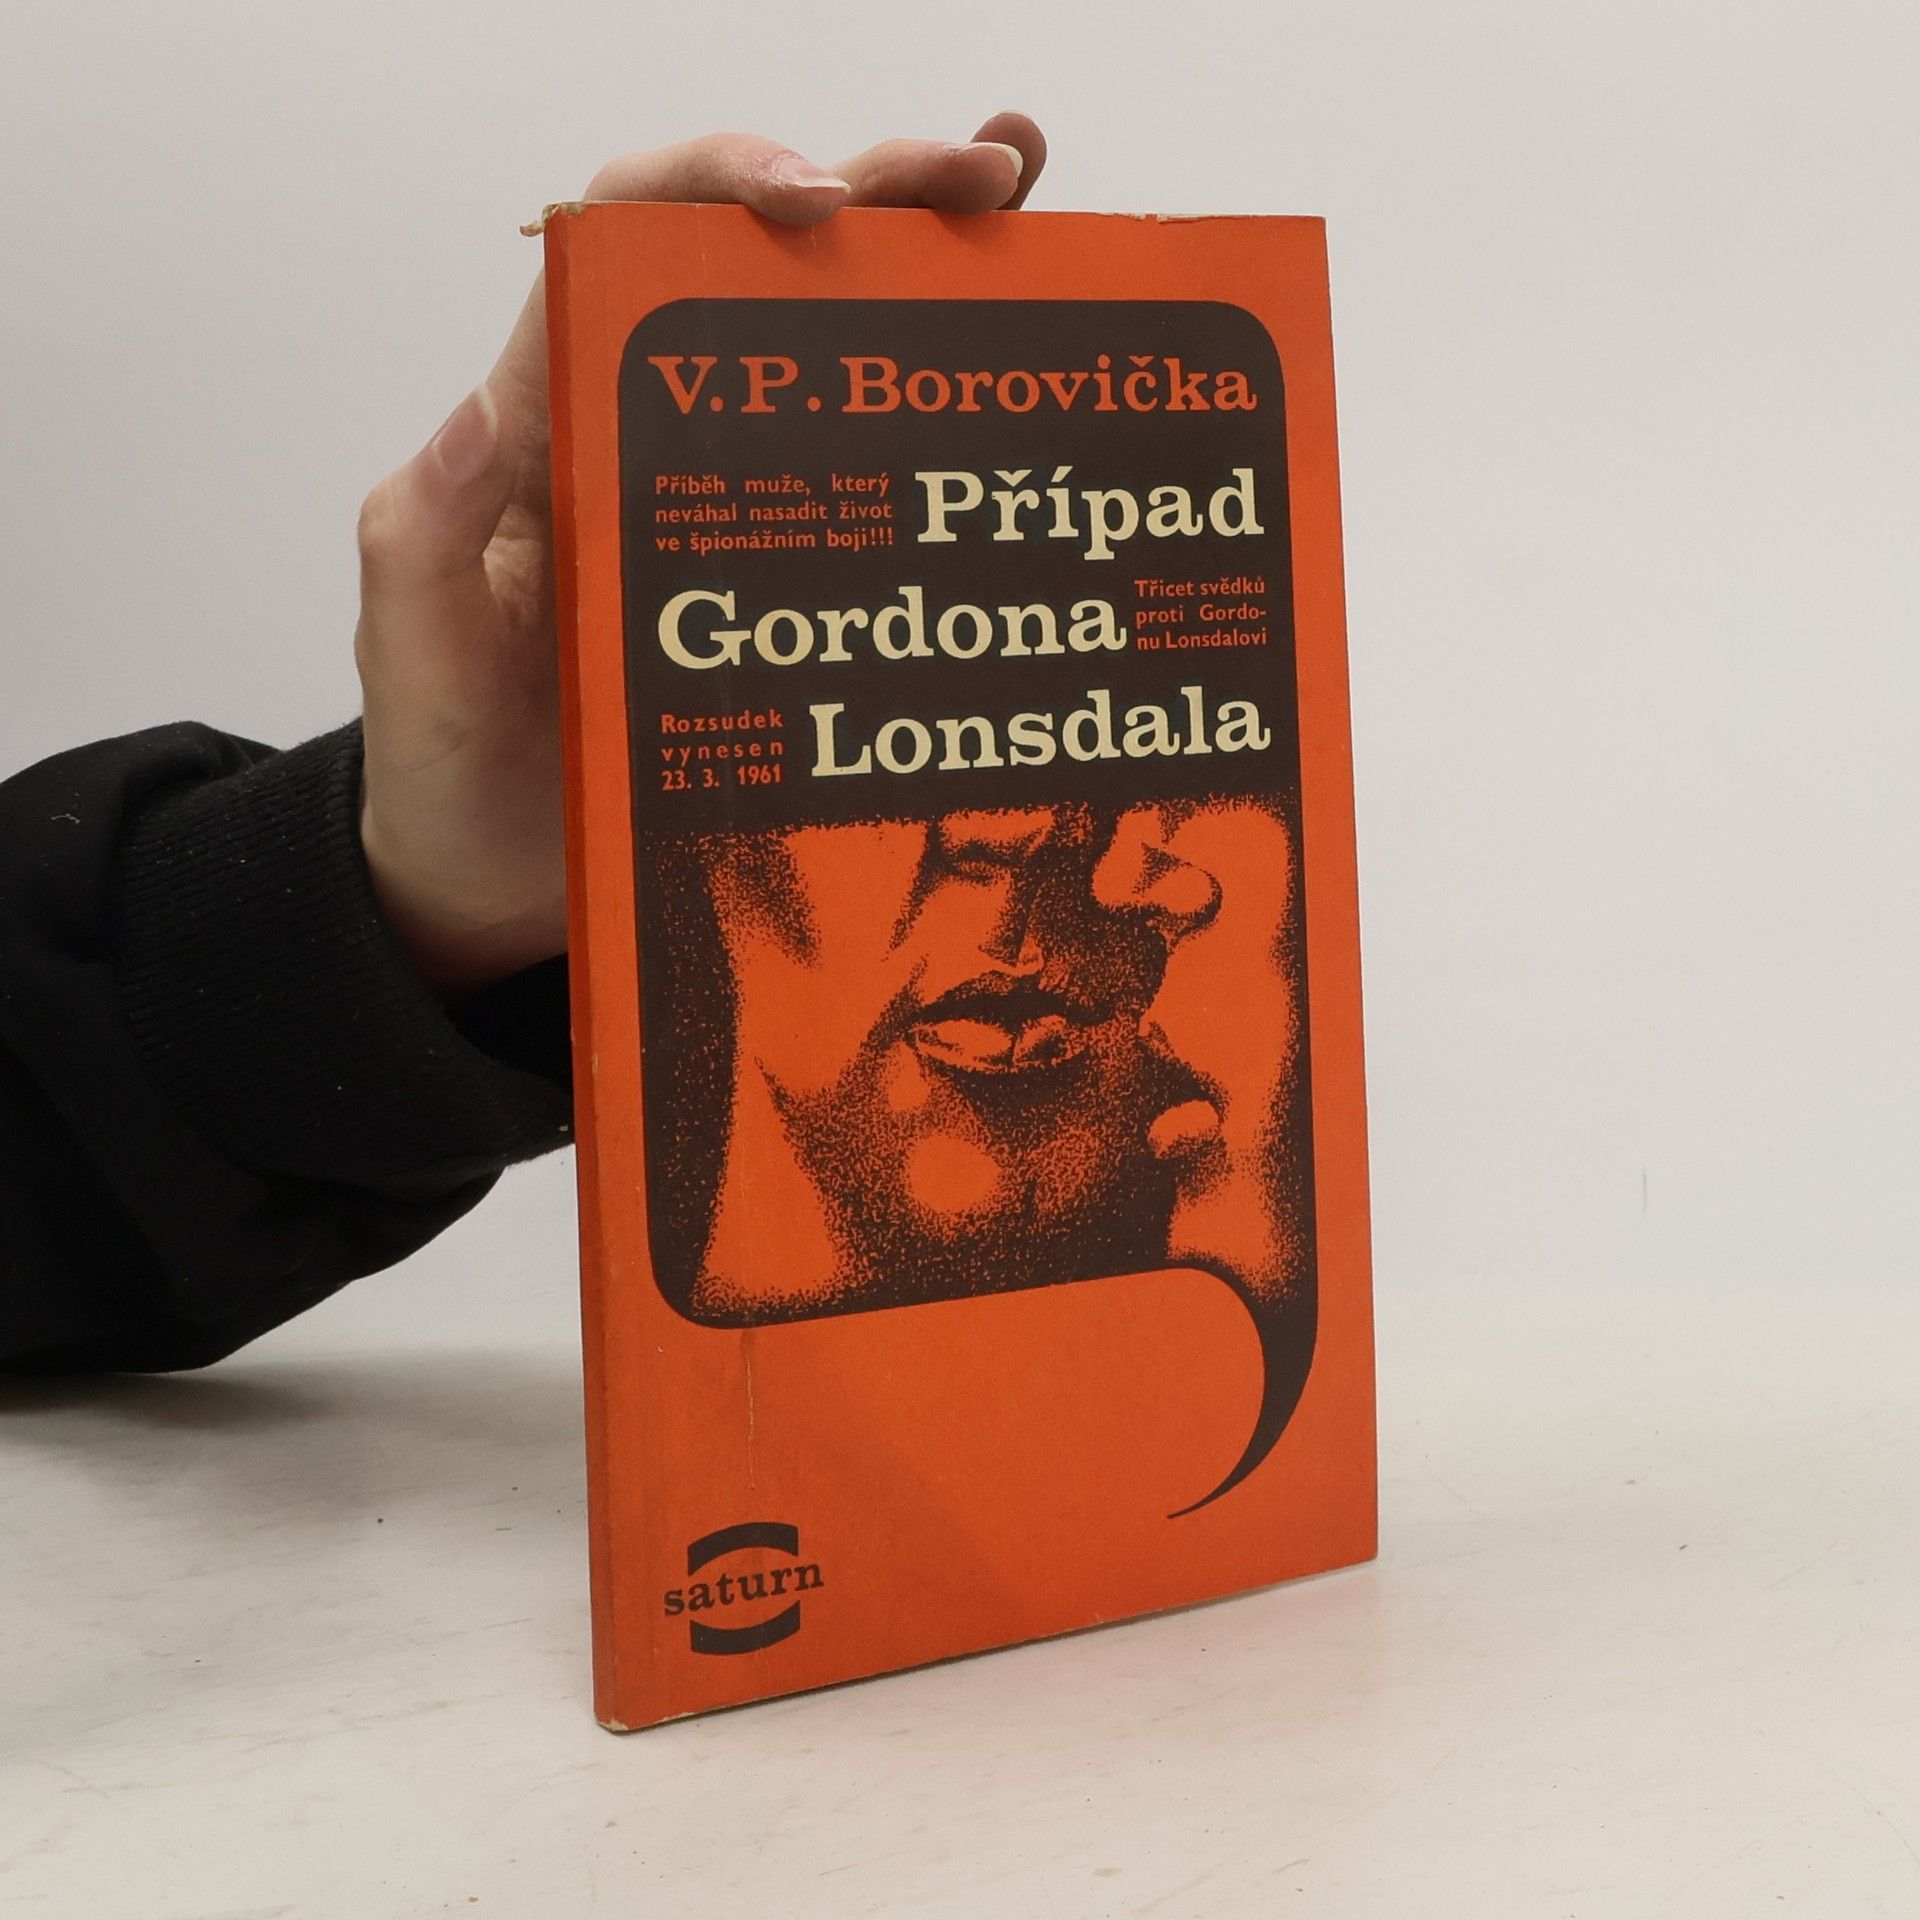 V. P. Borovička
Příběh muže, který
neváhal nasadit život
ve špionážním boji!!!
Případ
Gordona
Třicet svědků
proti Gordo-
nu Lonsdalovi
Rozsudek
vynesen
23. 3. 1961
Lonsdala
saturn